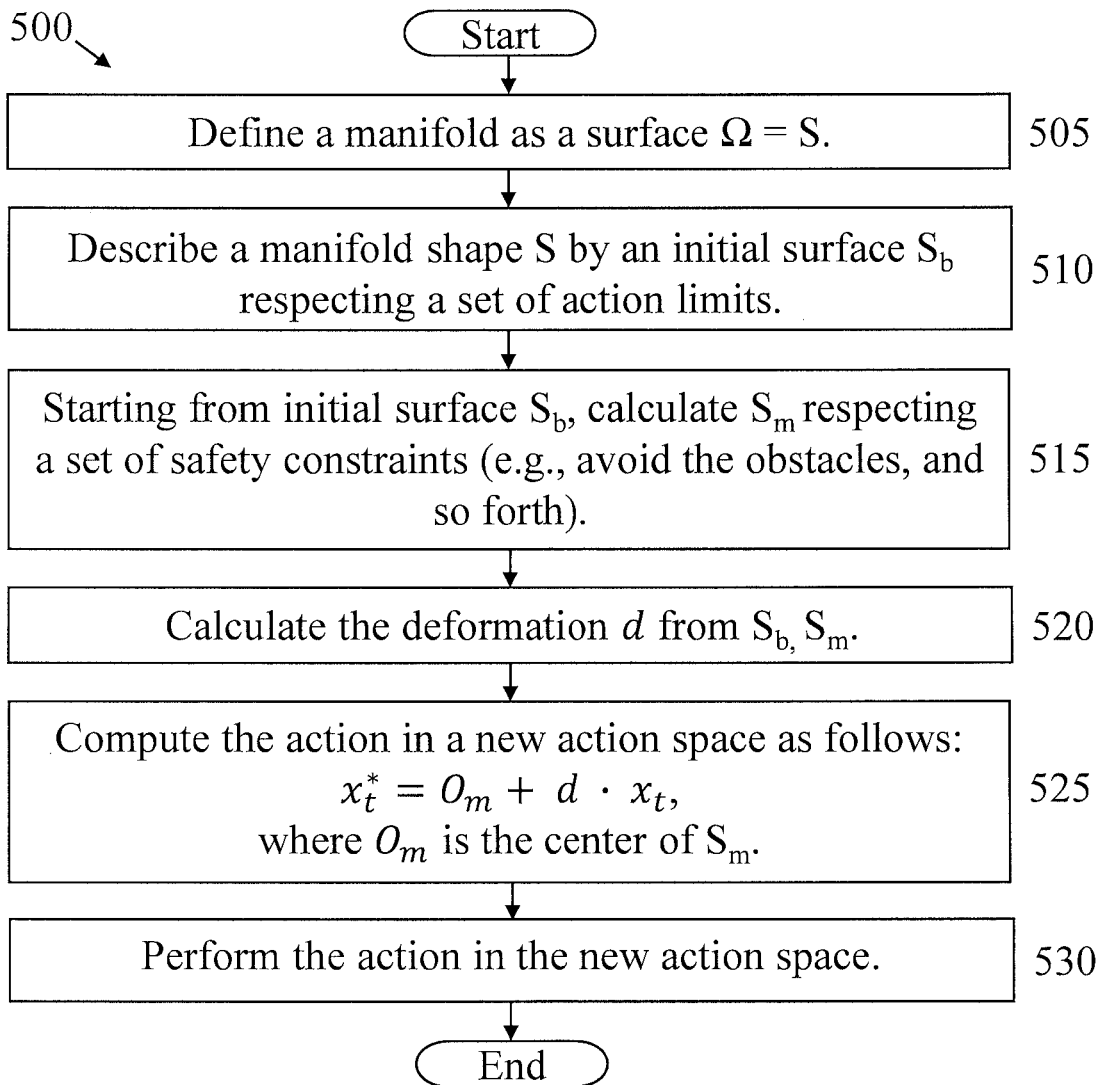 500
Start
Define a manifold as a surface Ω = S.
505
Describe a manifold shape S by an initial surface S_b
respecting a set of action limits.
510
Starting from initial surface S_b, calculate S_m respecting
a set of safety constraints (e.g., avoid the obstacles, and
so forth).
515
Calculate the deformation d from S_b, S_m.
520
Compute the action in a new action space as follows:
x_t^* = O_m + d · x_t,
where O_m is the center of S_m.
525
Perform the action in the new action space.
530
End